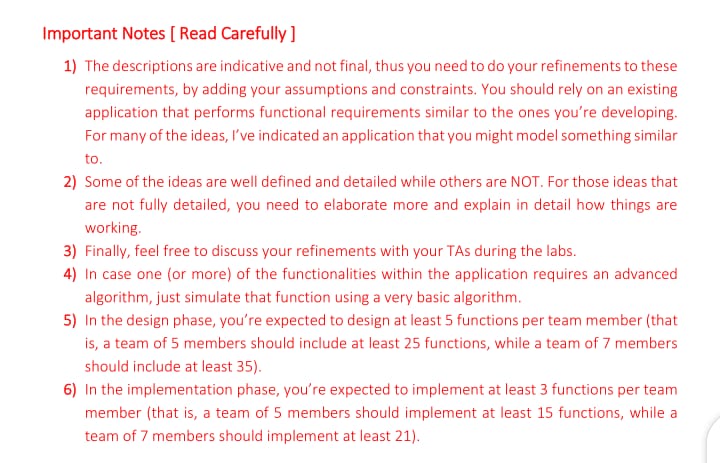 Important Notes [ Read Carefully ]
1) The descriptions are indicative and not final, thus you need to do your refinements to these
requirements, by adding your assumptions and constraints. You should rely on an existing
application that performs functional requirements similar to the ones you're developing.
For many of the ideas, I've indicated an application that you might model something similar
to.
2) Some of the ideas are well defined and detailed while others are NOT. For those ideas that
are not fully detailed, you need to elaborate more and explain in detail how things are
working.
3) Finally, feel free to discuss your refinements with your TAs during the labs.
4) In case one (or more) of the functionalities within the application requires an advanced
algorithm, just simulate that function using a very basic algorithm.
5) In the design phase, you're expected to design at least 5 functions per team member (that
is, a team of 5 members should include at least 25 functions, while a team of 7 members
should include at least 35).
6) In the implementation phase, you're expected to implement at least 3 functions per team
member (that is, a team of 5 members should implement at least 15 functions, while a
team of 7 members should implement at least 21).